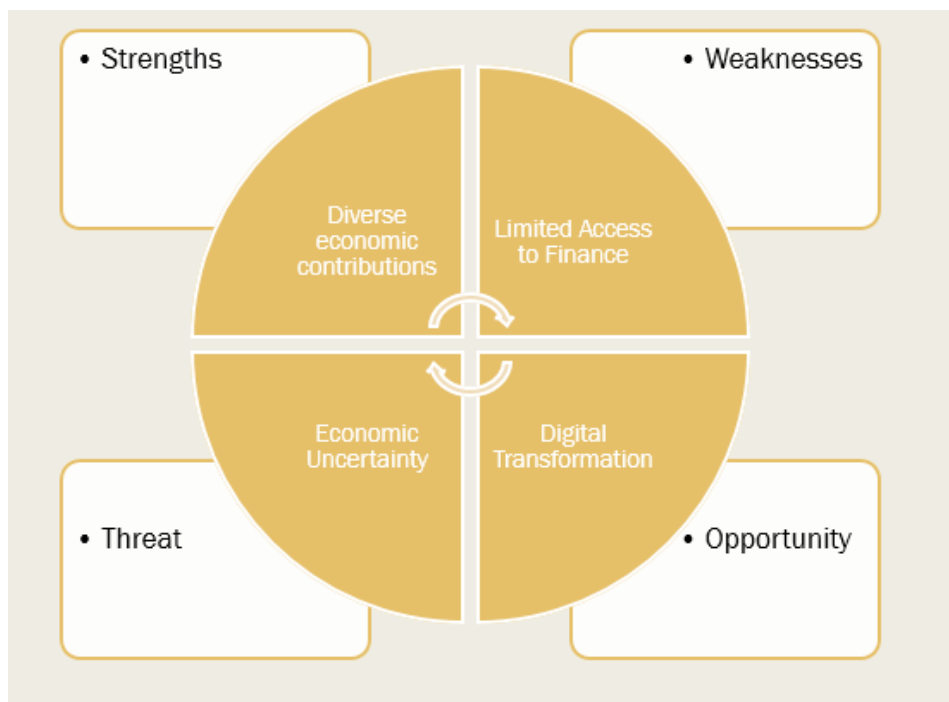 • Strengths
• Weaknesses
Diverse
economic
contributions
Limited Access
to Finance
Economic
Uncertainty
Digital
Transformation
• Threat
• Opportunity